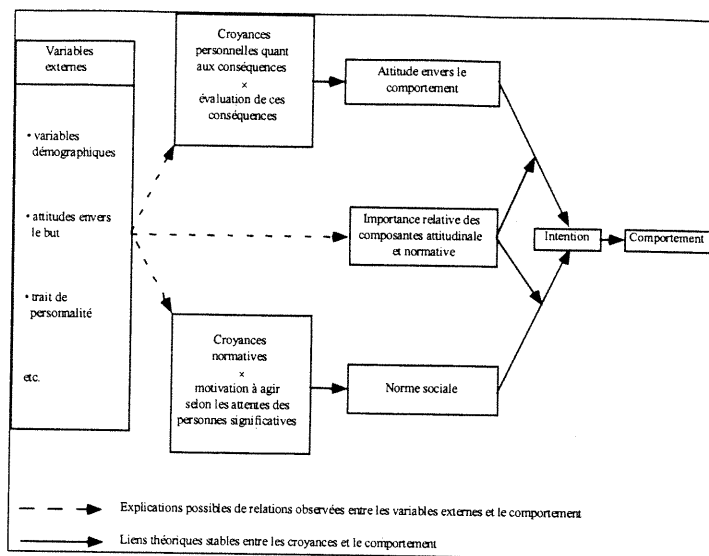 Variables
externes
• variables
démographiques
• attitudes envers
le but
• trait de
personnalité
etc.
Croyances
personnelles quant
aux conséquences
×
évaluation de ces
conséquences
Attitude envers le
comportement
Importance relative des
composantes attitudinale
et normative
Intention
Comportement
Croyances
normatives
×
motivation à agir
selon les attentes des
personnes significatives
Norme sociale
Explications possibles de relations observées entre les variables externes et le comportement
Liens théoriques stables entre les croyances et le comportement